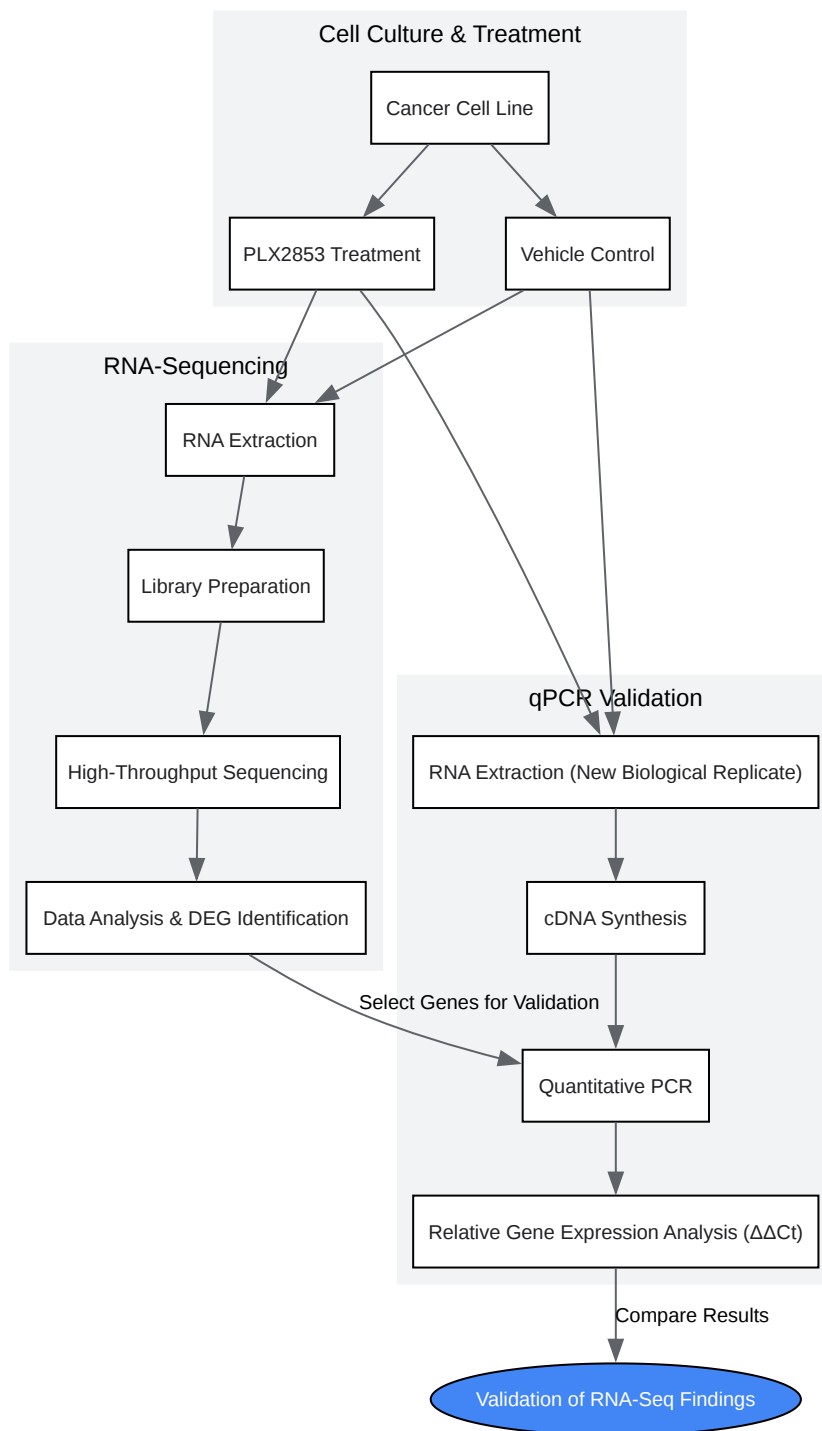 Cell Culture & Treatment
Cancer Cell Line
PLX2853 Treatment
Vehicle Control
RNA-Sequencing
RNA Extraction
Library Preparation
High-Throughput Sequencing
Data Analysis & DEG Identification
Select Genes for Validation
qPCR Validation
RNA Extraction (New Biological Replicate)
cDNA Synthesis
Quantitative PCR
Relative Gene Expression Analysis (ΔΔCt)
Compare Results
Validation of RNA-Seq Findings